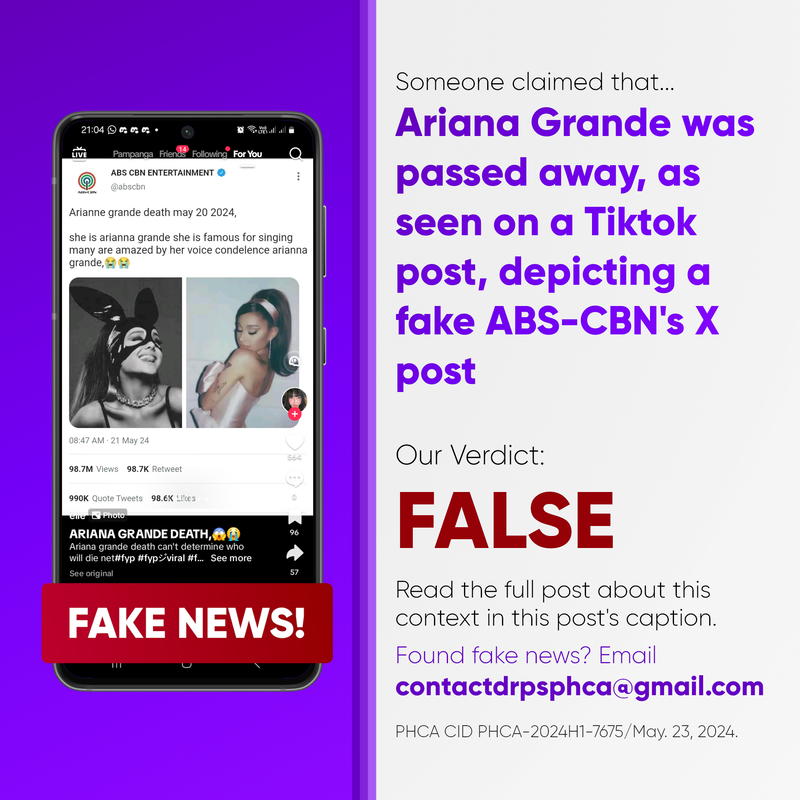 21:04
LIVE
Pampanga Friends 14 Following For You
ABS CBN ENTERTAINMENT
@abscbn
Arianne grande death may 20 2024,
she is arianna grande she is famous for singing
many are amazed by her voice condelence arianna
grande,😭😭
08:47 AM · 21 May 24
564
98.7M Views 98.7K Retweet
990K Quote Tweets 98.6K Likes
Photo
96
ARIANA GRANDE DEATH,😱😭
Ariana grande death can't determine who
will die net#fyp #fypシviral #f... See more
57
See original
FAKE NEWS!
Someone claimed that...
Ariana Grande was
passed away, as
seen on a Tiktok
post, depicting a
fake ABS-CBN's X
post
Our Verdict:
FALSE
Read the full post about this
context in this post's caption.
Found fake news? Email
contactdrpsphca@gmail.com
PHCA CID PHCA-2024H1-7675/May. 23, 2024.